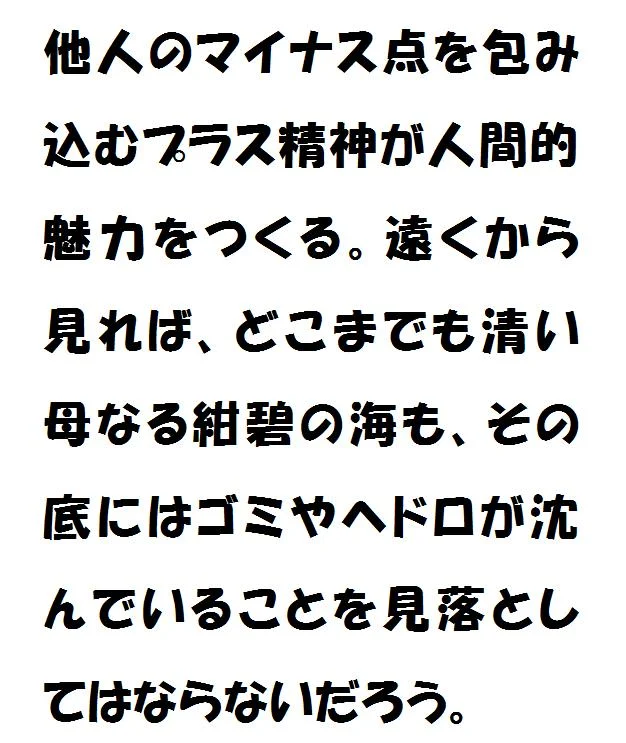 他人のマイナス点を包み
込むプラス精神が人間的
魅力をつくる。遠くから
見れば、どこまでも清い
母なる紺碧の海も、その
底にはゴミやヘドロが沈
んでいることを見落とし
てはならないだろう。